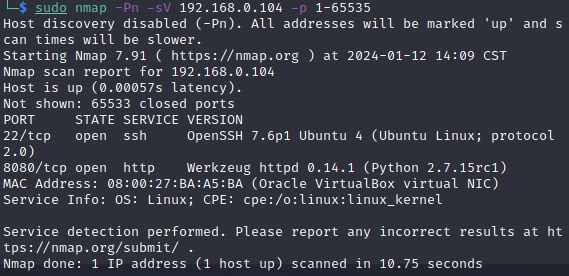 └─$ sudo nmap -Pn -sV 192.168.0.104 -p 1-65535
Host discovery disabled (-Pn). All addresses will be marked 'up' and s
can times will be slower.
Starting Nmap 7.91 ( https://nmap.org ) at 2024-01-12 14:09 CST
Nmap scan report for 192.168.0.104
Host is up (0.00057s latency).
Not shown: 65533 closed ports
PORT     STATE SERVICE VERSION
22/tcp   open  ssh     OpenSSH 7.6p1 Ubuntu 4 (Ubuntu Linux; protocol
2.0)
8080/tcp open  http    Werkzeug httpd 0.14.1 (Python 2.7.15rc1)
MAC Address: 08:00:27:BA:A5:BA (Oracle VirtualBox virtual NIC)
Service Info: OS: Linux; CPE: cpe:/o:linux:linux_kernel

Service detection performed. Please report any incorrect results at ht
tps://nmap.org/submit/ .
Nmap done: 1 IP address (1 host up) scanned in 10.75 seconds